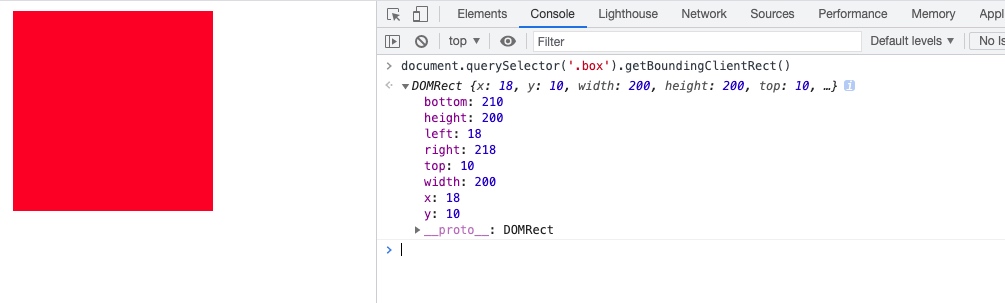 Elements Console Lighthouse Network Sources Performance Memory Appl
top ▼ Filter Default levels ▼ No Is
document.querySelector('.box').getBoundingClientRect()
DOMRect {x: 18, y: 10, width: 200, height: 200, top: 10, …} i
bottom: 210
height: 200
left: 18
right: 218
top: 10
width: 200
x: 18
y: 10
__proto__: DOMRect